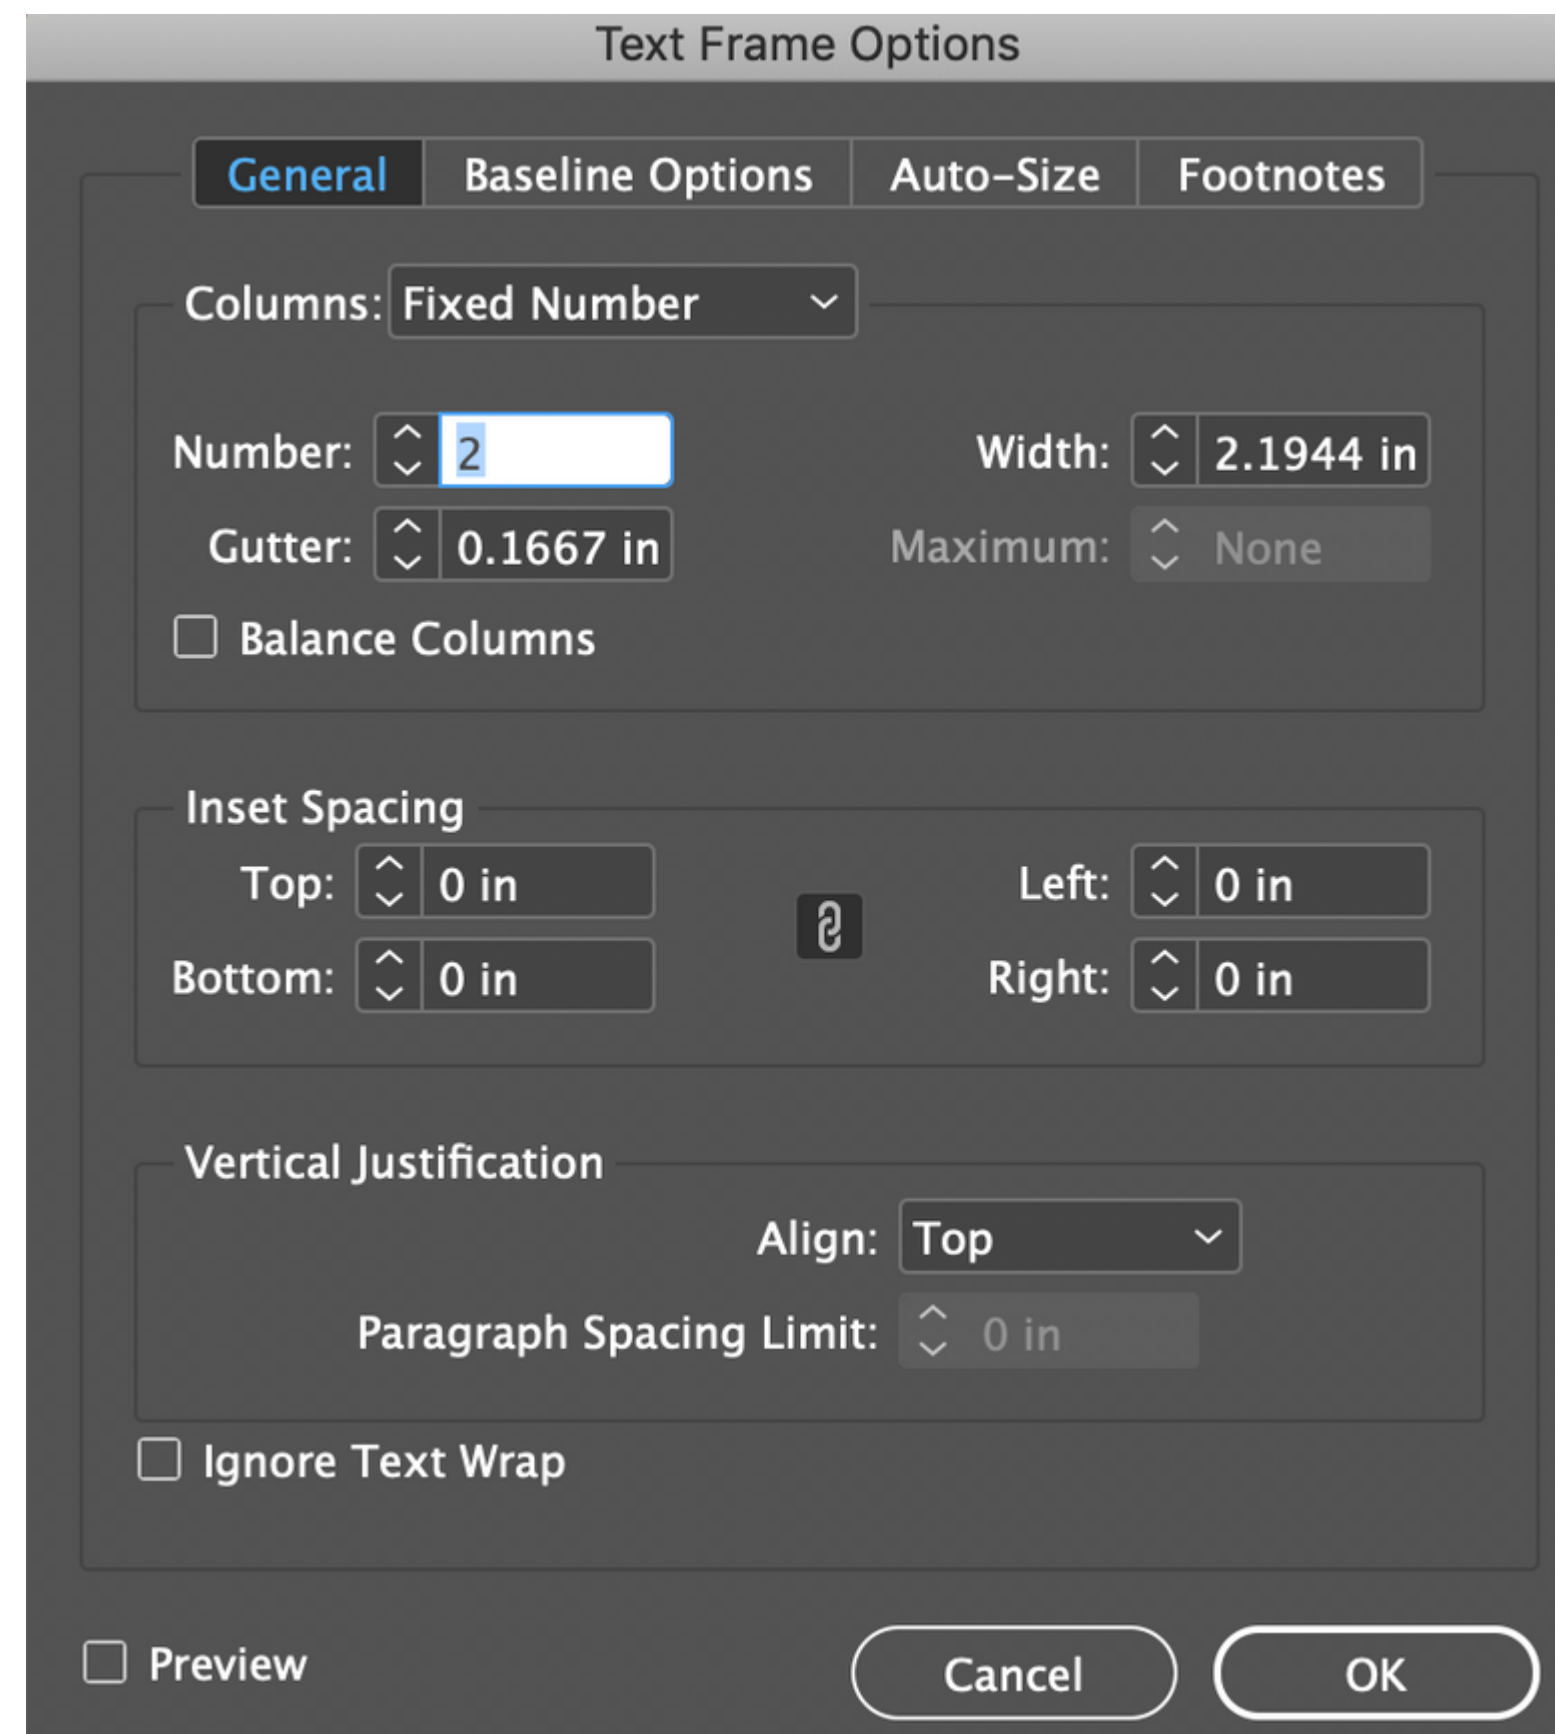 Text Frame Options
General Baseline Options Auto-Size Footnotes
Columns: Fixed Number
Number: 2 Width: 2.1944 in
Gutter: 0.1667 in Maximum: None
Balance Columns
Inset Spacing
Top: 0 in Left: 0 in
Bottom: 0 in Right: 0 in
Vertical Justification
Align: Top
Paragraph Spacing Limit: 0 in
Ignore Text Wrap
Preview Cancel OK